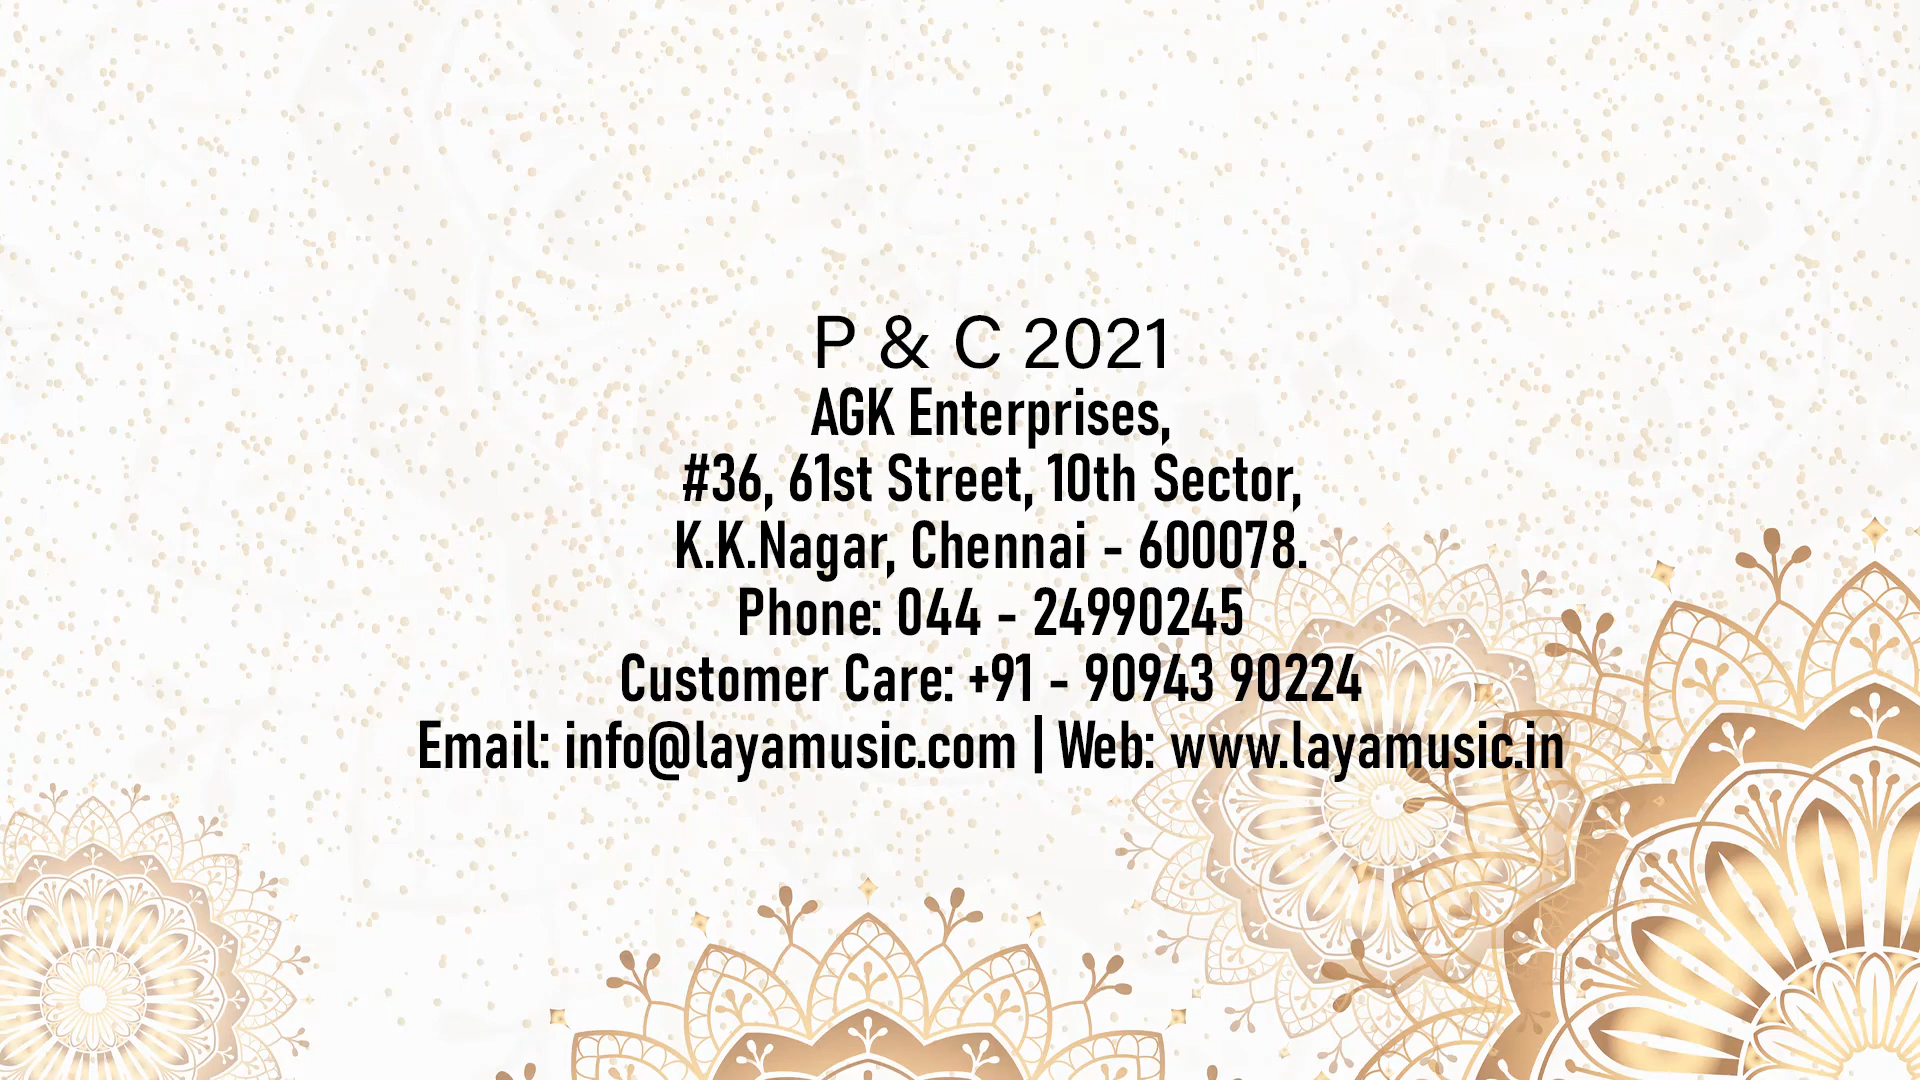 P & C 2021
AGK Enterprises,
#36, 61st Street, 10th Sector,
K.K.Nagar, Chennai - 600078.
Phone: 044 - 24990245
Customer Care: +91 - 90943 90224
Email: info@layamusic.com | Web: www.layamusic.in